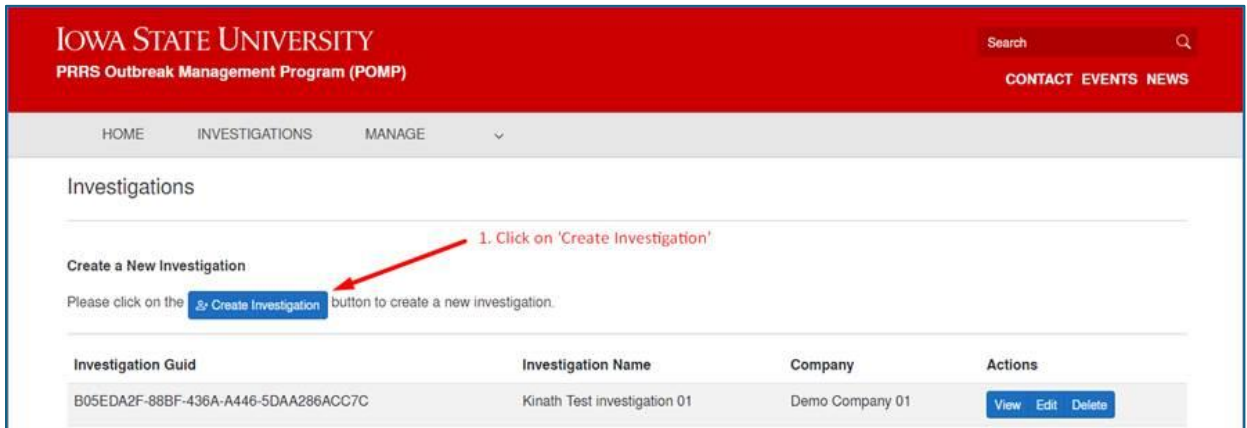 IOWA STATE UNIVERSITY
PRRS Outbreak Management Program (POMP)
Search
CONTACT EVENTS NEWS
HOME INVESTIGATIONS MANAGE
Investigations
1. Click on 'Create Investigation'
Create a New Investigation
Please click on the Create Investigation button to create a new investigation.
Investigation Guid Investigation Name Company Actions
B05EDA2F-88BF-436A-A446-5DAA286ACC7C Kinath Test investigation 01 Demo Company 01 View Edit Delete